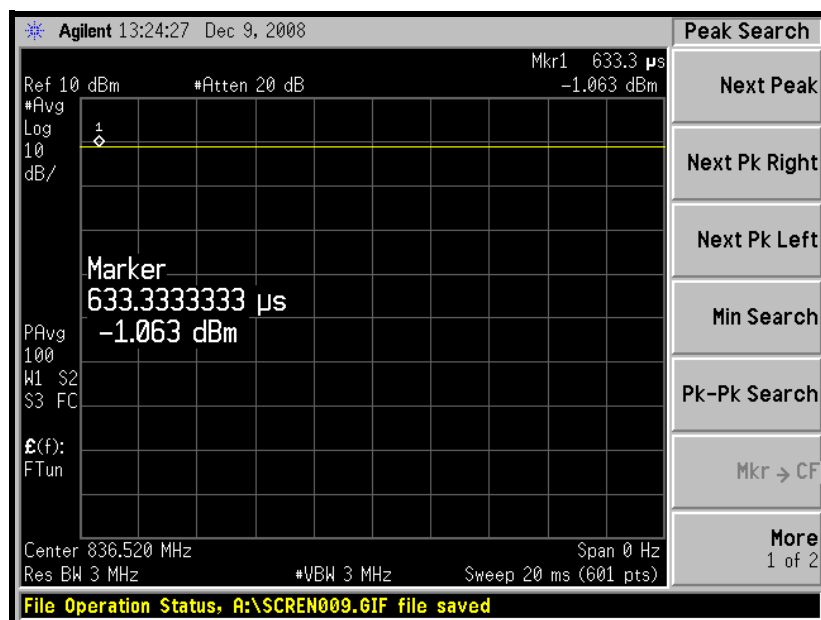 Agilent 13:24:27 Dec 9, 2008
Peak Search
Mkr1 633.3 µs
Ref 10 dBm #Atten 20 dB -1.063 dBm
#Avg
Log
10
dB/
1
Marker
633.3333333 µs
-1.063 dBm
PAvg
100
W1 S2
S3 FC
£(f):
FTun
Center 836.520 MHz Span 0 Hz
Res BW 3 MHz #VBW 3 MHz Sweep 20 ms (601 pts)
File Operation Status, A:\SCREN009.GIF file saved
Next Peak
Next Pk Right
Next Pk Left
Min Search
Pk-Pk Search
Mkr → CF
More
1 of 2